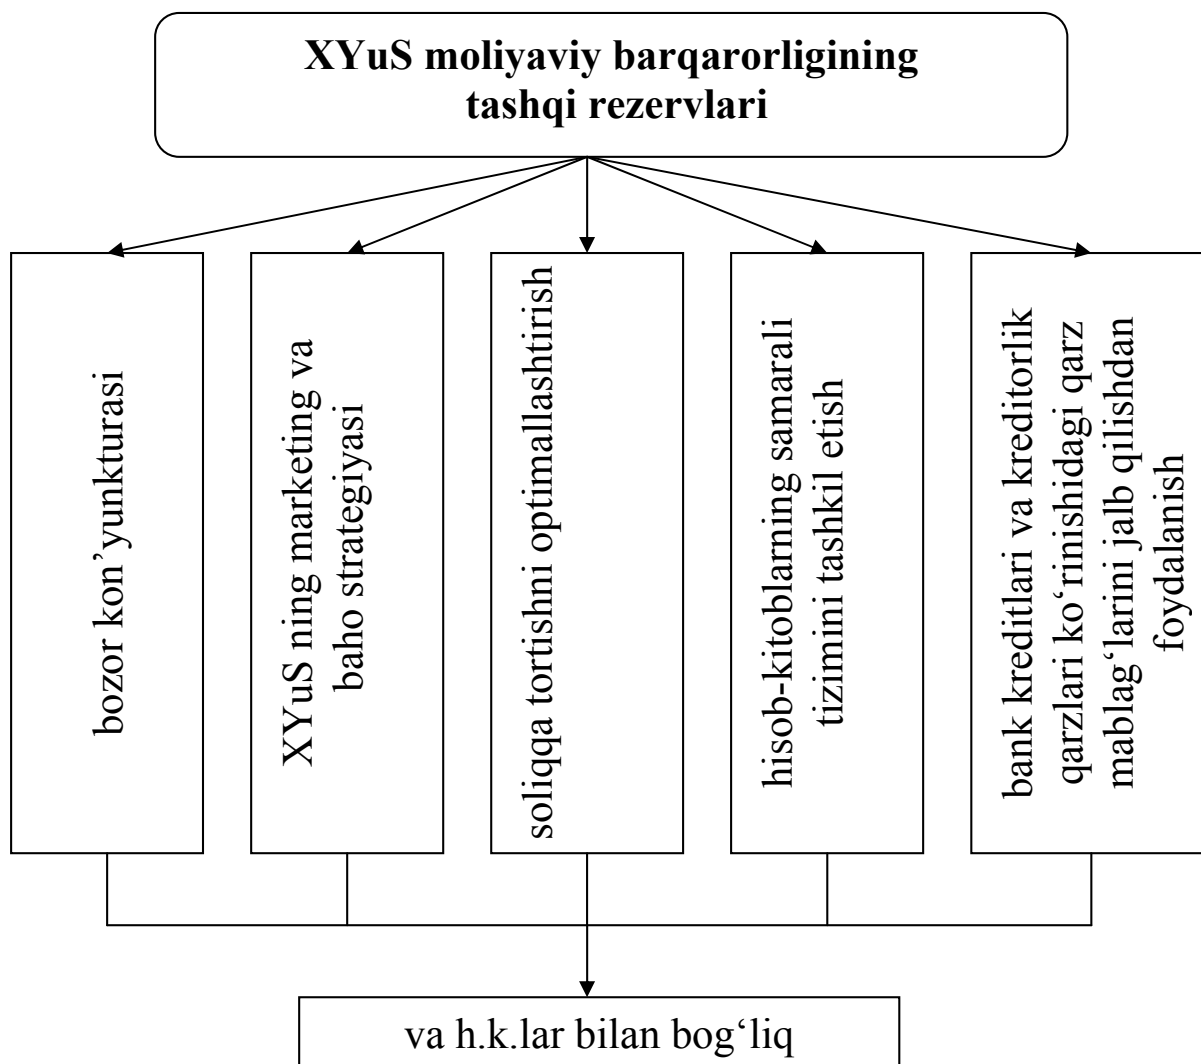 XYuS moliyaviy barqarorligining
tashqi rezervlari
bozor kon’yunkturasi
XYuS ning marketing va
baho strategiyasi
soliqqa tortishni optimallashtirish
hisob-kitoblarning samarali
tizimini tashkil etish
bank kreditlari va kreditorlik
qarzlari ko‘rinishidagi qarz
mablag‘larini jalb qilishdan
foydalanish
va h.k.lar bilan bog‘liq